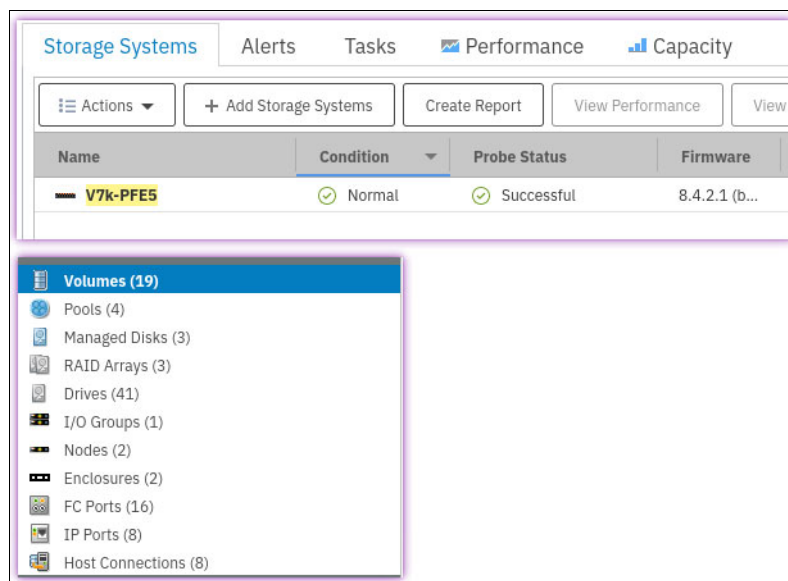 Storage Systems Alerts Tasks Performance Capacity
Actions + Add Storage Systems Create Report View Performance View
Name Condition Probe Status Firmware
V7k-PFE5 Normal Successful 8.4.2.1 (b...
Volumes (19)
Pools (4)
Managed Disks (3)
RAID Arrays (3)
Drives (41)
I/O Groups (1)
Nodes (2)
Enclosures (2)
FC Ports (16)
IP Ports (8)
Host Connections (8)